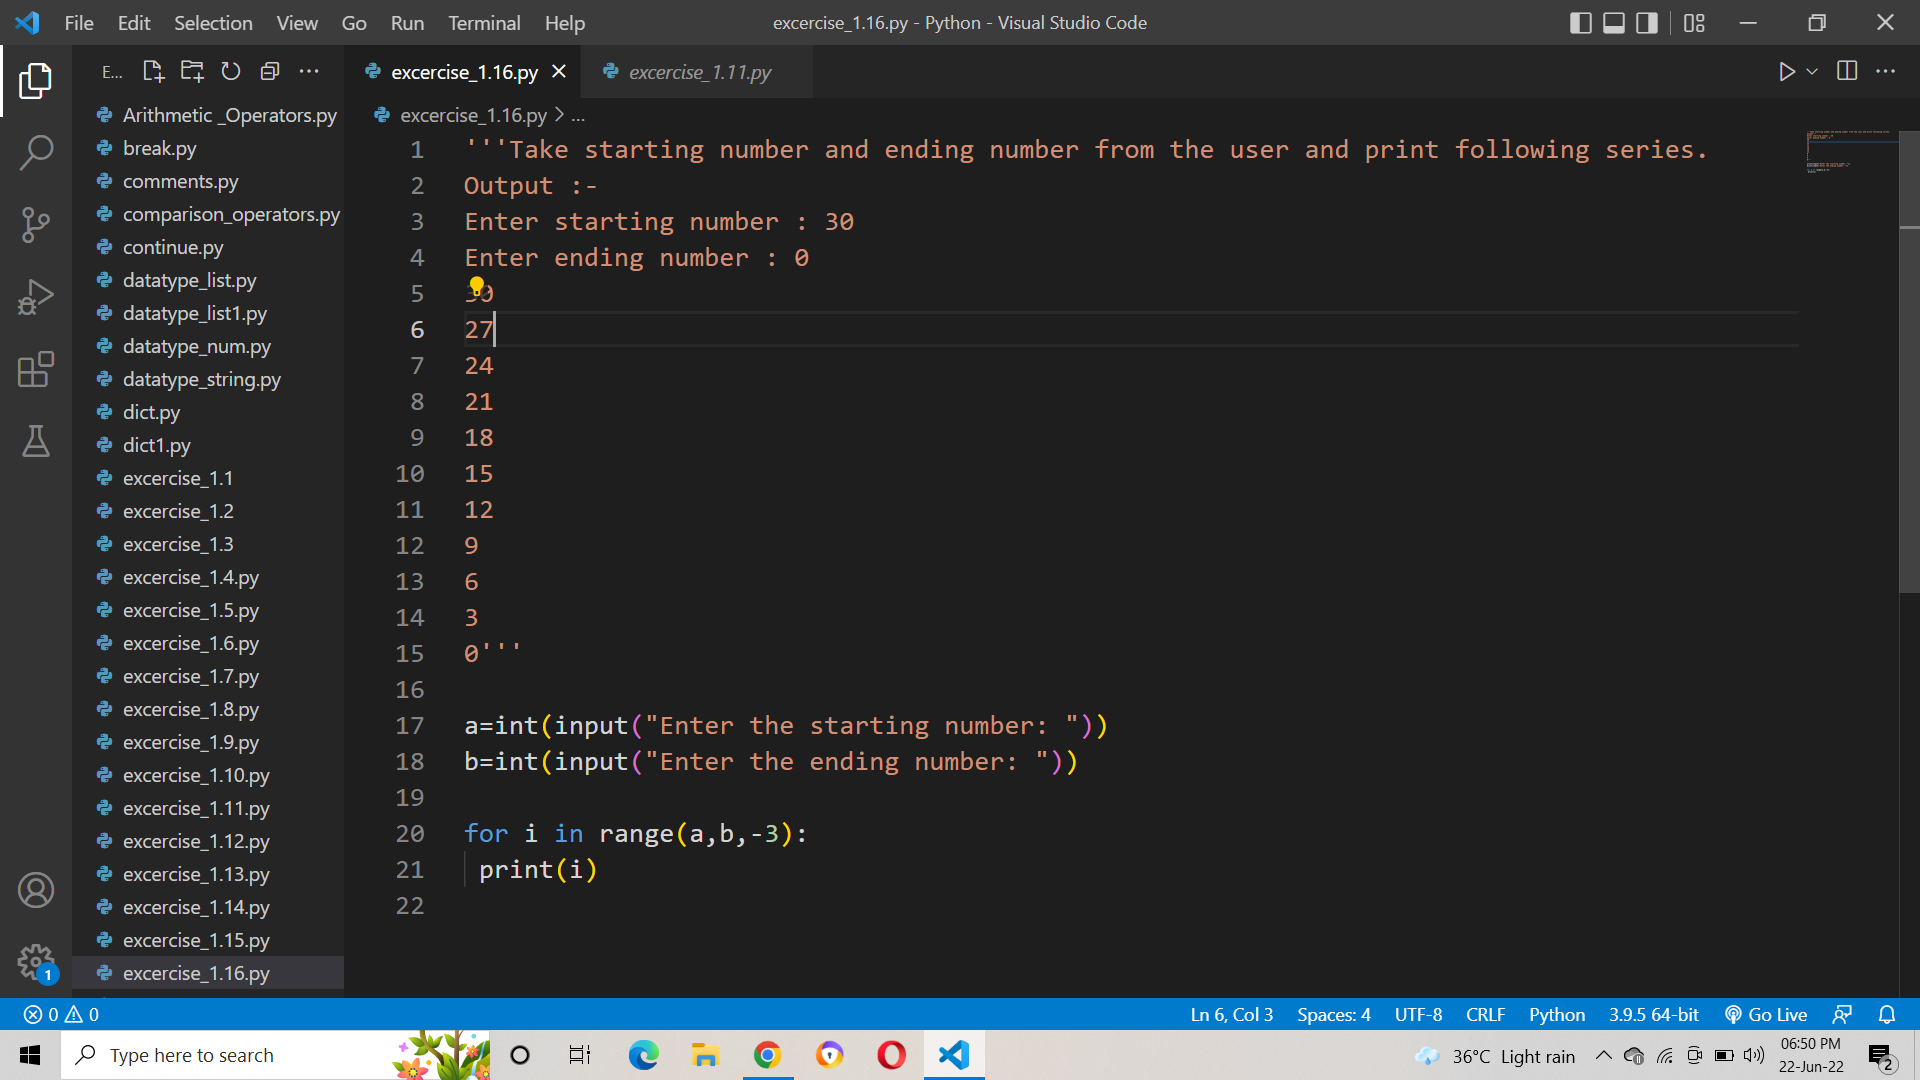 File Edit Selection View Go Run Terminal Help
excercise_1.16.py - Python - Visual Studio Code
E...
excercise_1.16.py
excercise_1.11.py
excercise_1.16.py > ...
Arithmetic _Operators.py
break.py
comments.py
comparison_operators.py
continue.py
datatype_list.py
datatype_list1.py
datatype_num.py
datatype_string.py
dict.py
dict1.py
excercise_1.1
excercise_1.2
excercise_1.3
excercise_1.4.py
excercise_1.5.py
excercise_1.6.py
excercise_1.7.py
excercise_1.8.py
excercise_1.9.py
excercise_1.10.py
excercise_1.11.py
excercise_1.12.py
excercise_1.13.py
excercise_1.14.py
excercise_1.15.py
excercise_1.16.py
1 '''Take starting number and ending number from the user and print following series.
2 Output :-
3 Enter starting number : 30
4 Enter ending number : 0
5 30
6 27
7 24
8 21
9 18
10 15
11 12
12 9
13 6
14 3
15 0'''
16
17 a=int(input("Enter the starting number: "))
18 b=int(input("Enter the ending number: "))
19
20 for i in range(a,b,-3):
21 print(i)
22
1
0 0
Ln 6, Col 3 Spaces: 4 UTF-8 CRLF Python 3.9.5 64-bit Go Live
Type here to search
36°C Light rain
06:50 PM
22-Jun-22
2